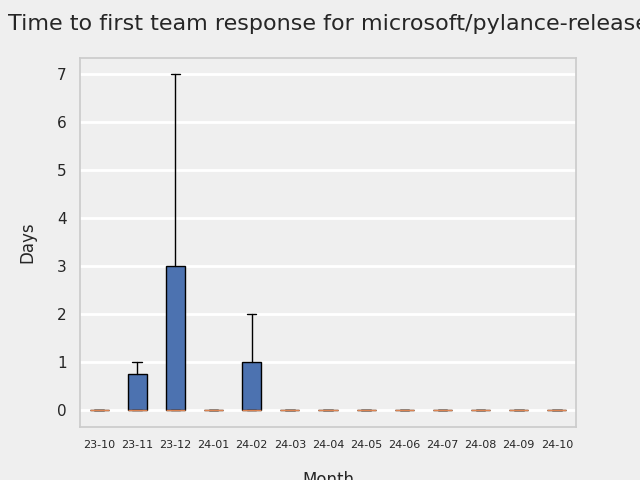 Time to first team response for microsoft/pylance-release
7
6
5
4
3
2
1
0
Days
23-10 23-11 23-12 24-01 24-02 24-03 24-04 24-05 24-06 24-07 24-08 24-09 24-10
Month